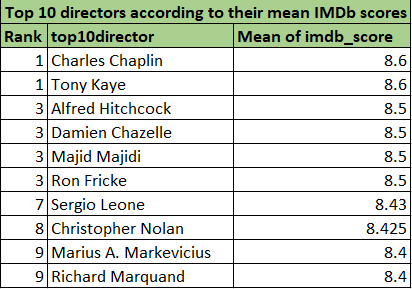 Top 10 directors according to their mean IMDb scores
Rank top10director Mean of imdb_score
1 Charles Chaplin 8.6
1 Tony Kaye 8.6
3 Alfred Hitchcock 8.5
3 Damien Chazelle 8.5
3 Majid Majidi 8.5
3 Ron Fricke 8.5
7 Sergio Leone 8.43
8 Christopher Nolan 8.425
9 Marius A. Markevicius 8.4
9 Richard Marquand 8.4